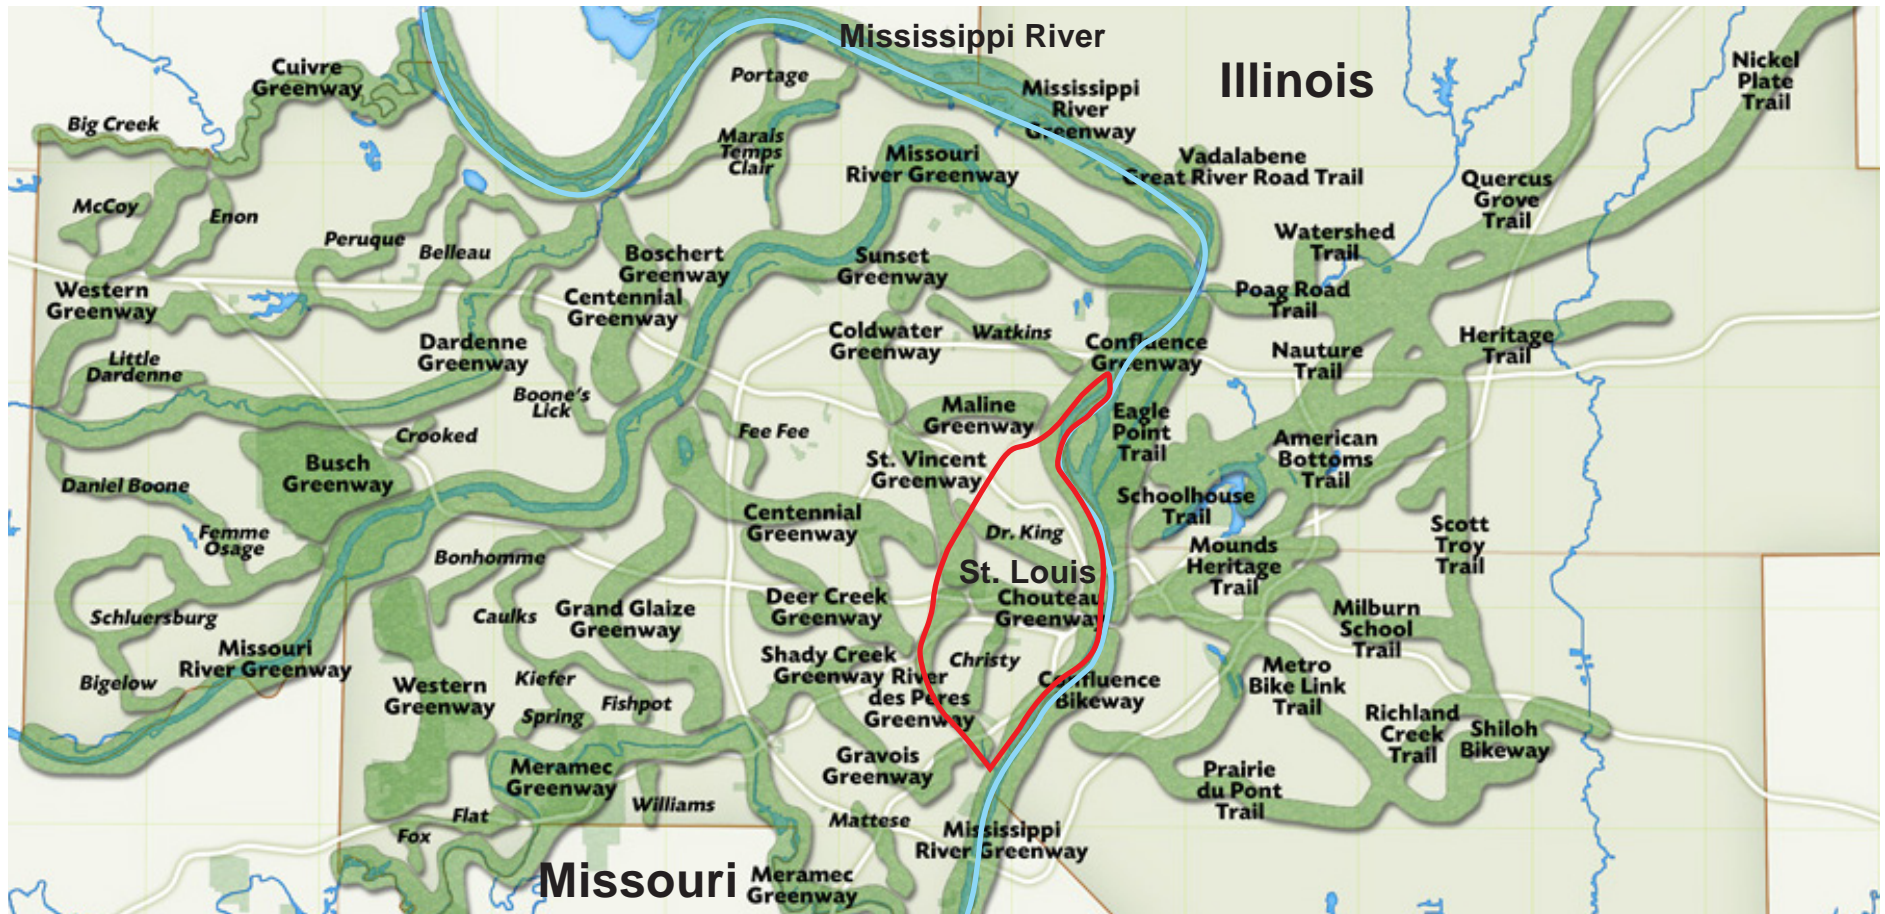 Mississippi River
Illinois
Missouri
St. Louis
Cuivre
Greenway
Big Creek
Portage
Marais
Temps
Clair
Mississippi
River
Greenway
Nickel
Plate
Trail
Missouri
River Greenway
Vadalabene
Great River Road Trail
Quercus
Grove
Trail
McCoy
Enon
Peruque
Belleau
Boschert
Greenway
Sunset
Greenway
Watershed
Trail
Western
Greenway
Centennial
Greenway
Poag Road
Trail
Little
Dardenne
Dardenne
Greenway
Coldwater
Greenway
Watkins
Confluence
Greenway
Nauture
Trail
Heritage
Trail
Boone's
Lick
Crooked
Fee Fee
Maline
Greenway
Eagle
Point
Trail
American
Bottoms
Trail
Busch
Greenway
Daniel Boone
St. Vincent
Greenway
Schoolhouse
Trail
Femme
Osage
Centennial
Greenway
Dr. King
Scott
Troy
Trail
Bonhomme
Mounds
Heritage
Trail
Schluersburg
Caulks
Grand Glaize
Greenway
Deer Creek
Greenway
Chouteau
Greenway
Milburn
School
Trail
Missouri
River Greenway
Bigelow
Western
Greenway
Kiefer
Spring
Fishpot
Shady Creek
Greenway
River
des Peres
Greenway
Christy
Confluence
Bikeway
Metro
Bike Link
Trail
Richland
Creek
Trail
Shiloh
Bikeway
Meramec
Greenway
Gravois
Greenway
Prairie
du Pont
Trail
Flat
Fox
Williams
Mattese
Mississippi
River Greenway
Meramec
Greenway